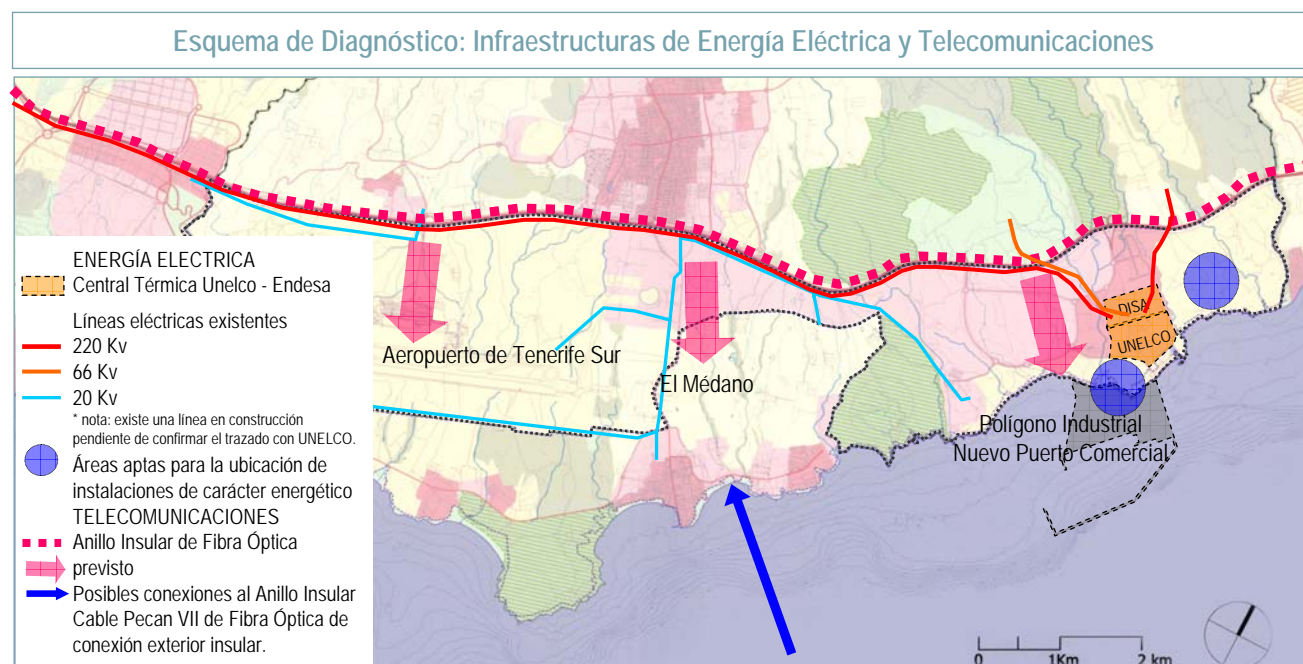 Esquema de Diagnóstico: Infraestructuras de Energía Eléctrica y Telecomunicaciones
ENERGÍA ELECTRICA
Central Térmica Unelco - Endesa
Líneas eléctricas existentes
220 Kv
66 Kv
20 Kv
* nota: existe una línea en construcción
pendiente de confirmar el trazado con UNELCO.
Áreas aptas para la ubicación de
instalaciones de carácter energético
TELECOMUNICACIONES
Anillo Insular de Fibra Óptica
previsto
Posibles conexiones al Anillo Insular
Cable Pecan VII de Fibra Óptica de
conexión exterior insular.
Aeropuerto de Tenerife Sur
El Médano
DISA
UNELCO
Polígono Industrial
Nuevo Puerto Comercial
0 1Km 2 km